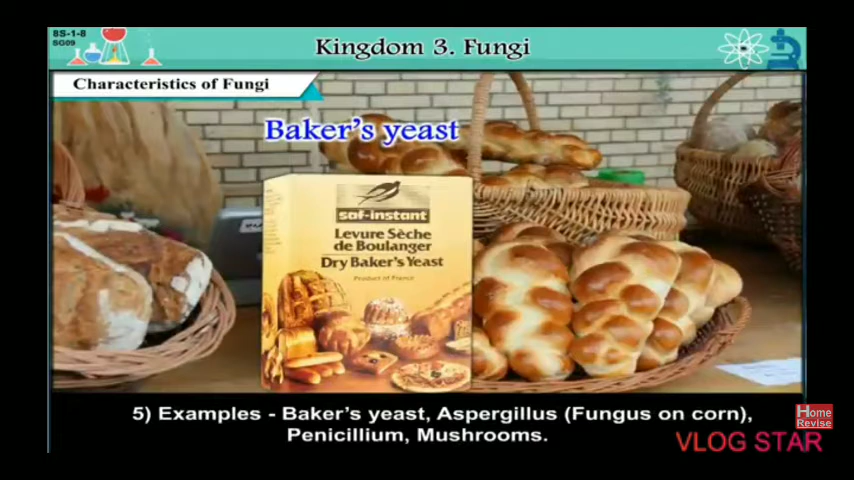 8S-1-8
SG09
Kingdom 3. Fungi
Characteristics of Fungi
Baker's yeast
saf-instant
Levure Sèche
de Boulanger
Dry Baker's Yeast
Product of France
5) Examples - Baker's yeast, Aspergillus (Fungus on corn),
Penicillium, Mushrooms.
Home
Revise
VLOG STAR